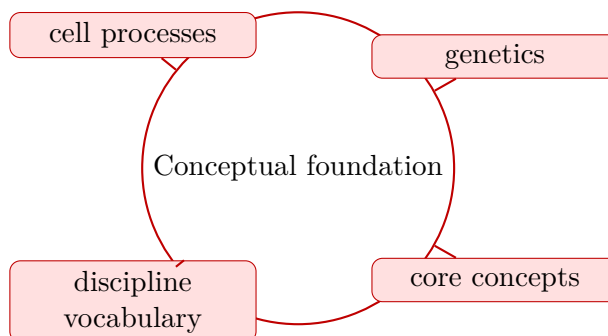 cell processes
genetics
Conceptual foundation
discipline
vocabulary
core concepts